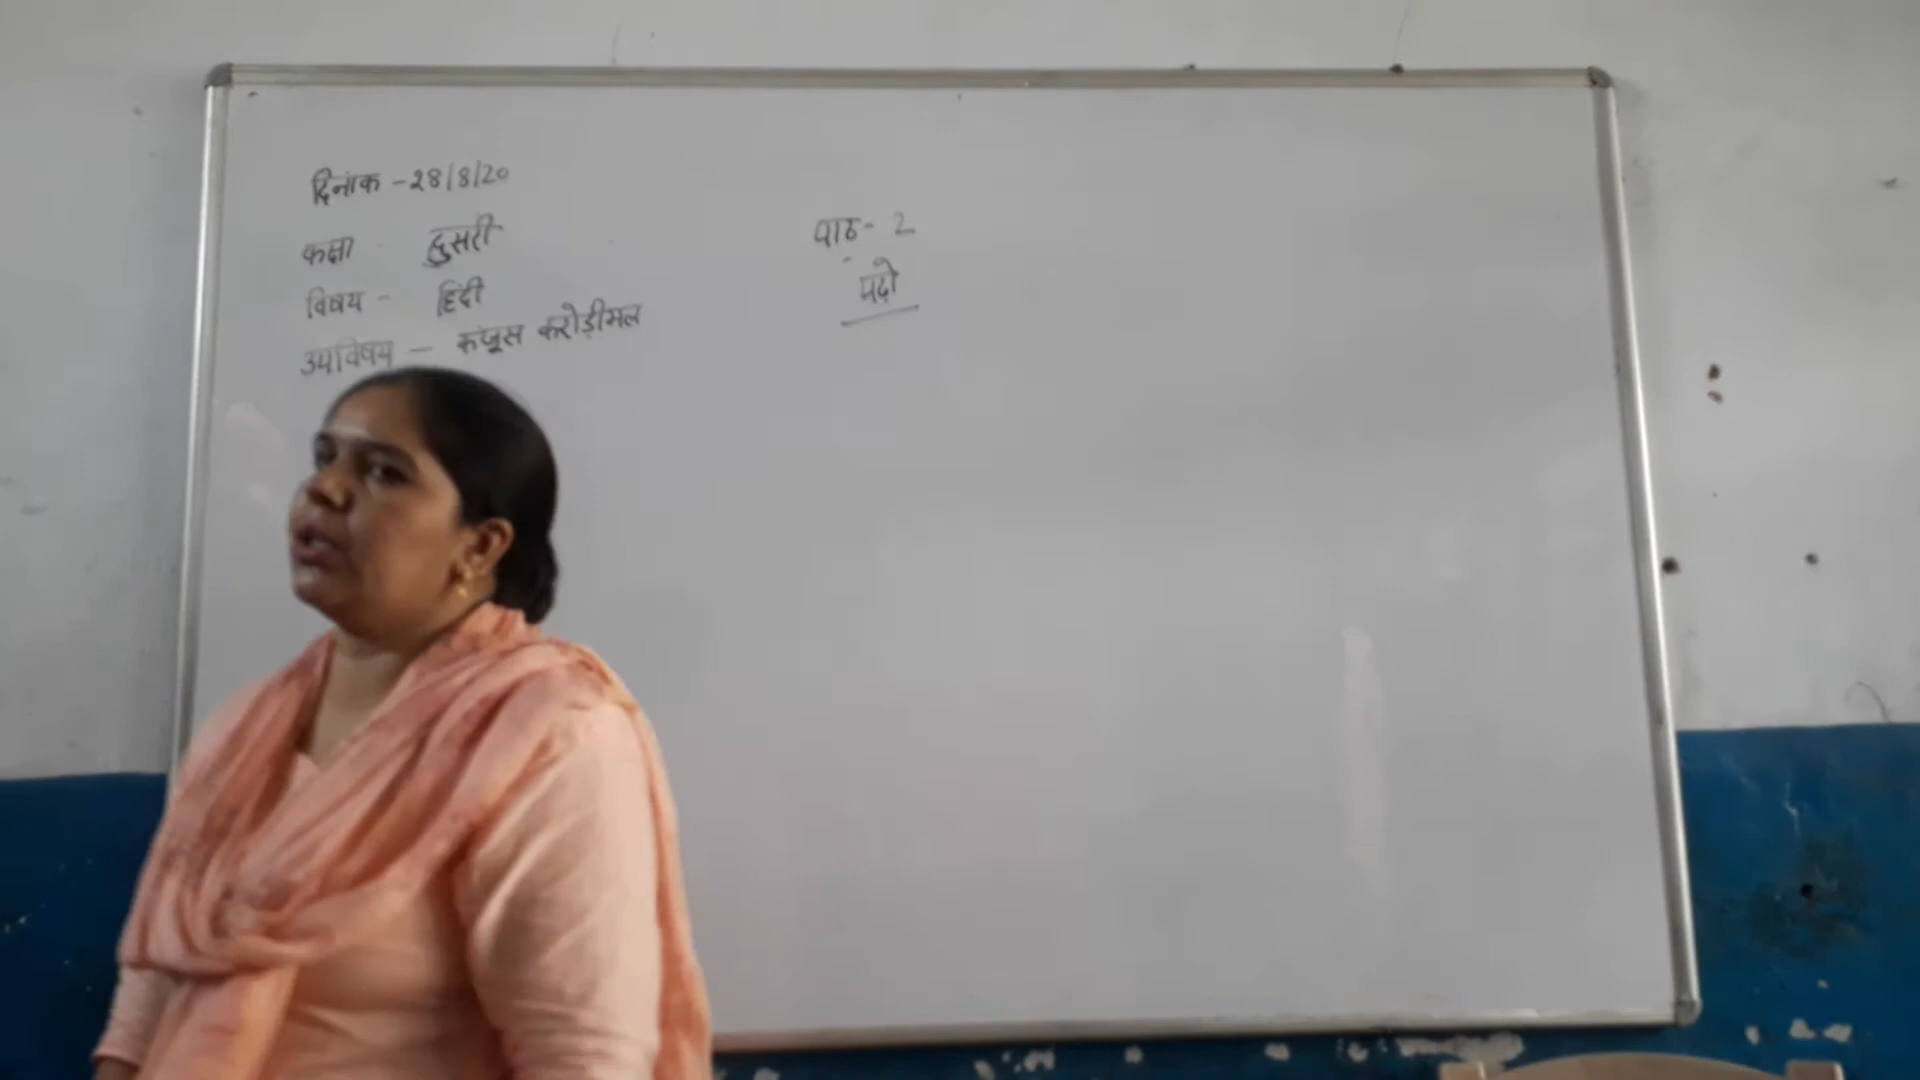 दिनांक - 28/8/20
कक्षा - दुसरी
विषय - हिंदी
उपविषय - कंजूस करोड़ीमल
पाठ - 2
पढ़ो